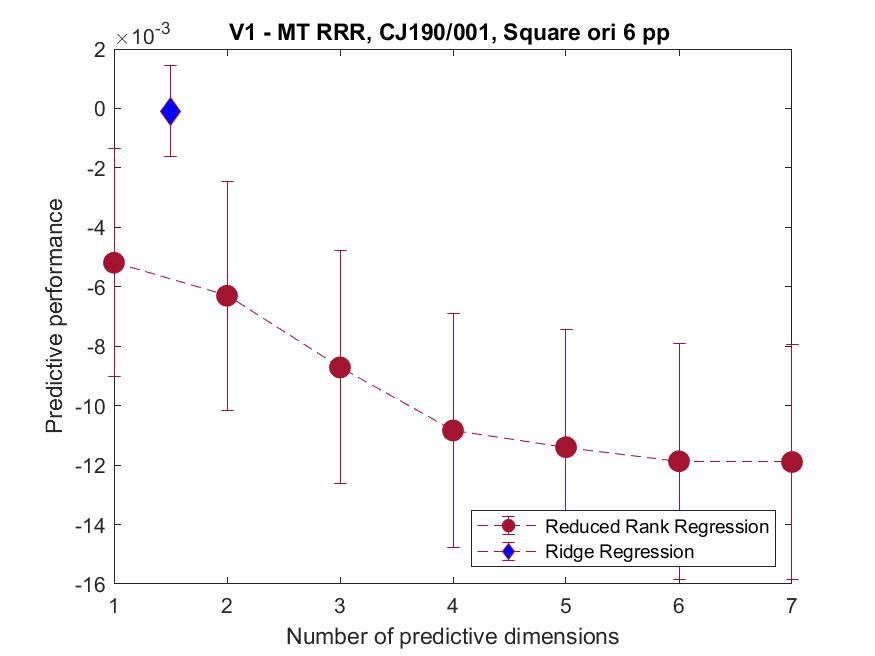 V1 - MT RRR, CJ190/001, Square ori 6 pp
×10⁻³
2
0
-2
-4
-6
-8
-10
-12
-14
-16
Predictive performance
Reduced Rank Regression
Ridge Regression
1 2 3 4 5 6 7
Number of predictive dimensions